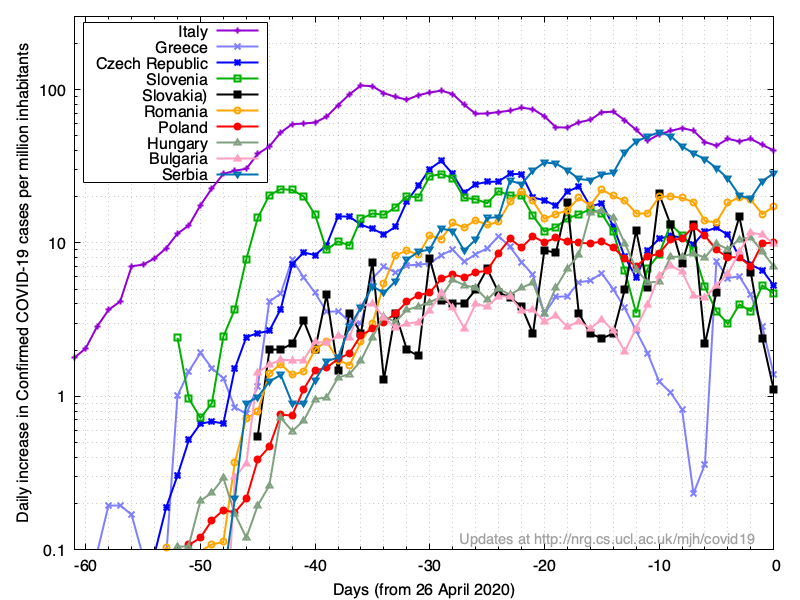 Italy
Greece
Czech Republic
Slovenia
Slovakia)
Romania
Poland
Hungary
Bulgaria
Serbia
100
10
1
0.1
Daily increase in Confirmed COVID-19 cases per million inhabitants
Updates at http://nrg.cs.ucl.ac.uk/mjh/covid19
-60 -50 -40 -30 -20 -10 0
Days (from 26 April 2020)